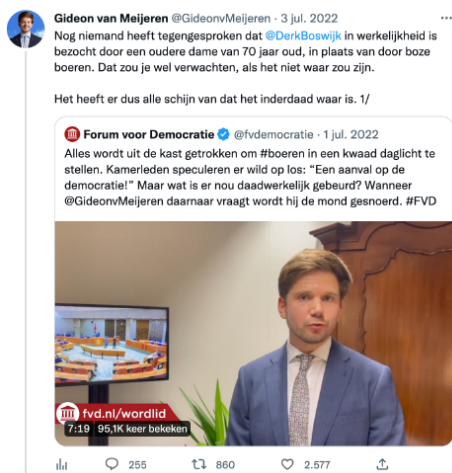 Gideon van Meijeren @GideonvMeijeren · 3 jul. 2022
Nog niemand heeft tegengesproken dat @DerkBoswijk in werkelijkheid is
bezocht door een oudere dame van 70 jaar oud, in plaats van door boze
boeren. Dat zou je wel verwachten, als het niet waar zou zijn.
Het heeft er dus alle schijn van dat het inderdaad waar is. 1/
Forum voor Democratie @fvdemocratie · 1 jul. 2022
Alles wordt uit de kast getrokken om #boeren in een kwaad daglicht te
stellen. Kamerleden speculeren er wild op los: “Een aanval op de
democratie!” Maar wat is er nou daadwerkelijk gebeurd? Wanneer
@GideonvMeijeren daarnaar vraagt wordt hij de mond gesnoerd. #FVD
fvd.nl/wordlid
7:19 95,1K keer bekeken
255 860 2.577